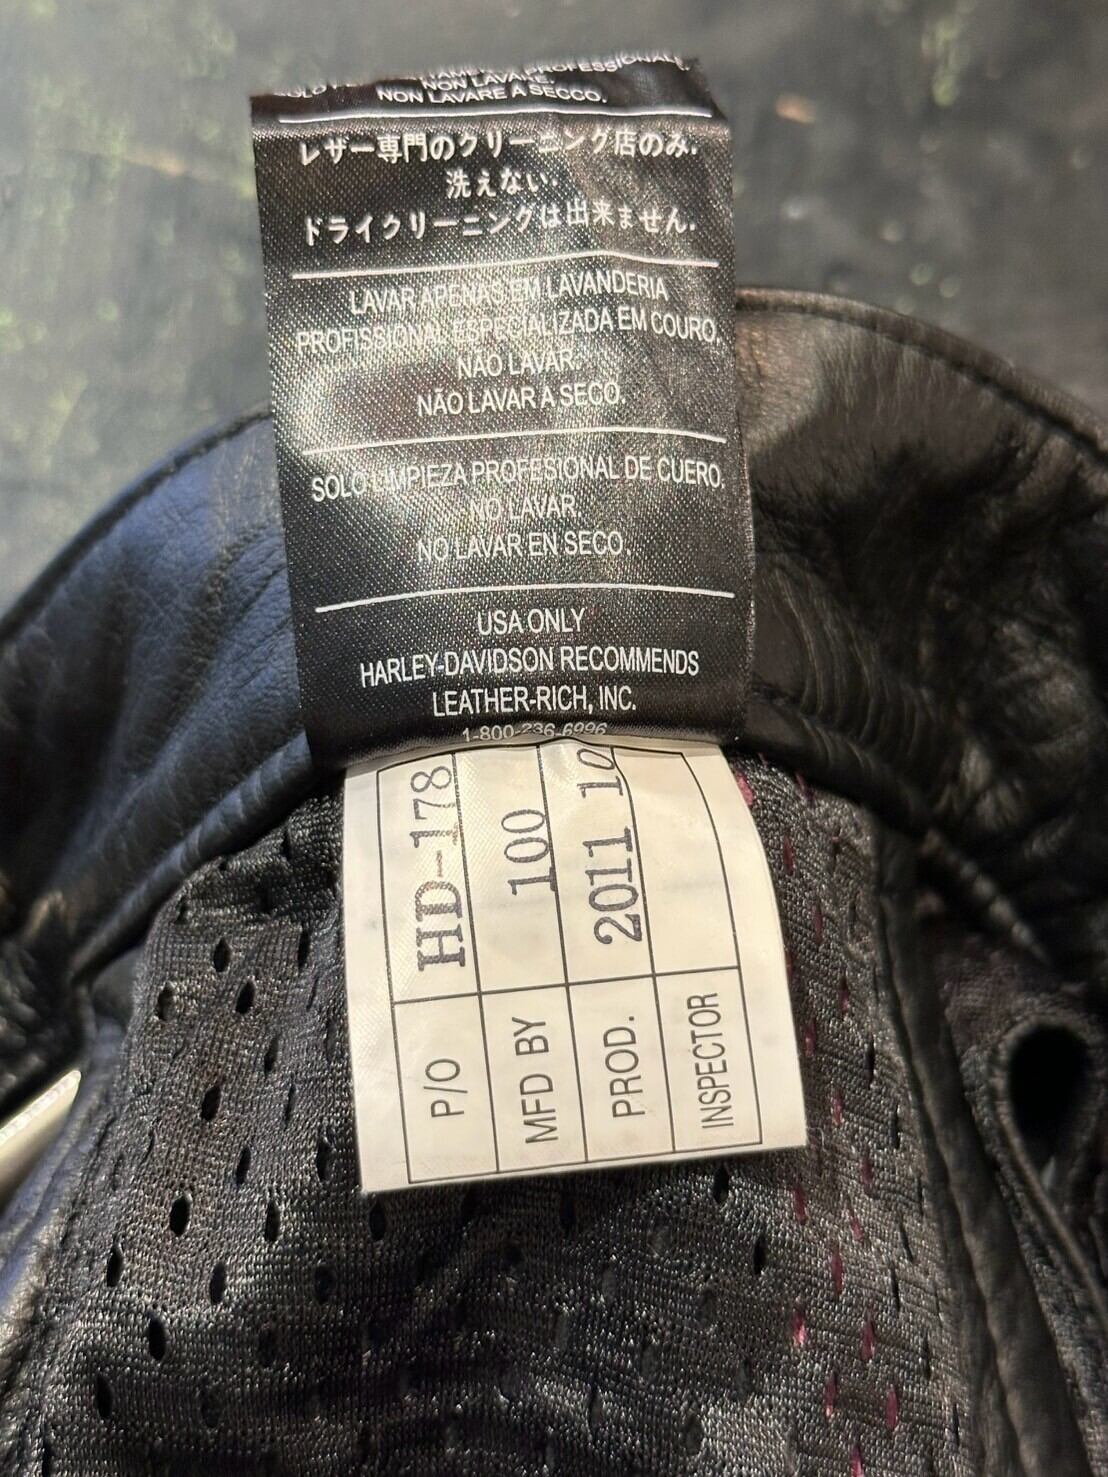 PROFESSIONAL
NON LAVARE.
NON LAVARE A SECCO.
レザー専門のクリーニング店のみ.
洗えない.
ドライクリーニングは出来ません.
LAVAR APENAS EM LAVANDERIA
PROFISSIONAL ESPECIALIZADA EM COURO.
NÃO LAVAR.
NÃO LAVAR A SECO.
SOLO LIMPIEZA PROFESIONAL DE CUERO.
NO LAVAR.
NO LAVAR EN SECO.
USA ONLY
HARLEY-DAVIDSON RECOMMENDS
LEATHER-RICH, INC.
1-800-236-6996
P/O HD-178
MFD BY 100
PROD. 2011 10
INSPECTOR